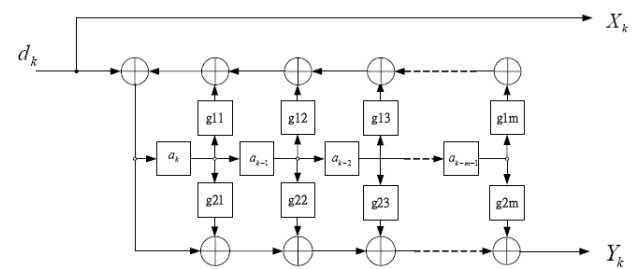 X_k
d_k
g11 g12 g13 g1m
a_k a_{k-1} a_{k-2} a_{k-m-1}
g21 g22 g23 g2m
Y_k